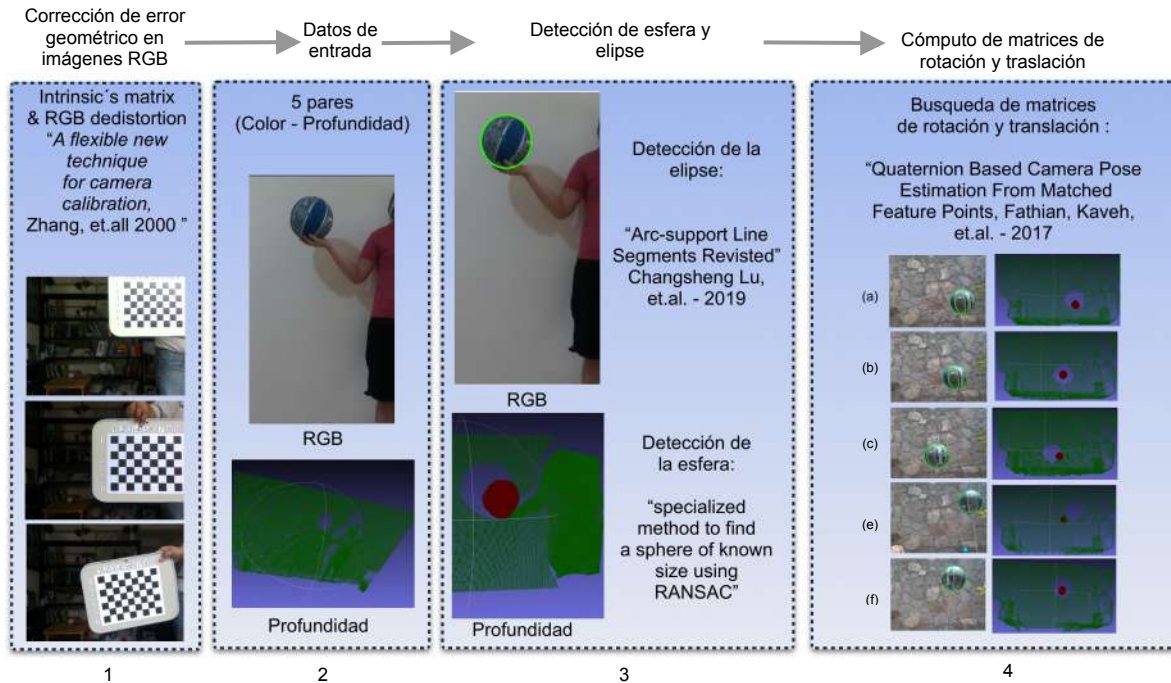 Corrección de error
geométrico en
imágenes RGB
Datos de
entrada
Detección de esfera y
elipse
Cómputo de matrices de
rotación y traslación
Intrinsic´s matrix
& RGB dedistortion
“A flexible new
technique
for camera
calibration,
Zhang, et.all 2000 ”
5 pares
(Color - Profundidad)
RGB
Profundidad
RGB
Profundidad
Detección de la
elipse:
“Arc-support Line
Segments Revisted”
Changsheng Lu,
et.al. - 2019
Detección de
la esfera:
“specialized
method to find
a sphere of known
size using
RANSAC”
Busqueda de matrices
de rotación y translación :
“Quaternion Based Camera Pose
Estimation From Matched
Feature Points, Fathian, Kaveh,
et.al. - 2017
(a)
(b)
(c)
(e)
(f)
1
2
3
4